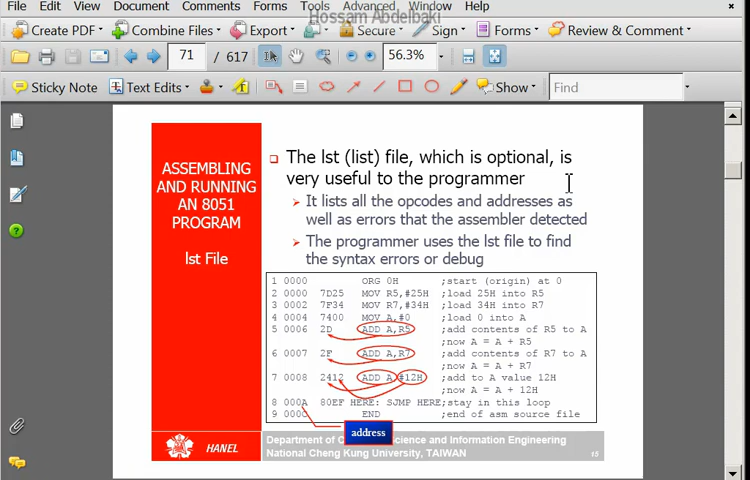 File Edit View Document Comments Forms Tools Advanced Window Help
Hossam Abdelbaki
Create PDF Combine Files Export Secure Sign Forms Review & Comment
71 / 617 56.3%
Sticky Note Text Edits Show Find
ASSEMBLING
AND RUNNING
AN 8051
PROGRAM
lst File
The lst (list) file, which is optional, is
very useful to the programmer
It lists all the opcodes and addresses as
well as errors that the assembler detected
The programmer uses the lst file to find
the syntax errors or debug
1 0000 ORG 0H ;start (origin) at 0
2 0000 7D25 MOV R5,#25H ;load 25H into R5
3 0002 7F34 MOV R7,#34H ;load 34H into R7
4 0004 7400 MOV A,#0 ;load 0 into A
5 0006 2D ADD A,R5 ;add contents of R5 to A
;now A = A + R5
6 0007 2F ADD A,R7 ;add contents of R7 to A
;now A = A + R7
7 0008 2412 ADD A,#12H ;add to A value 12H
;now A = A + 12H
8 000A 80EF HERE: SJMP HERE ;stay in this loop
9 000C END ;end of asm source file
address
HANEL
Department of Science and Information Engineering
National Cheng Kung University, TAIWAN
15